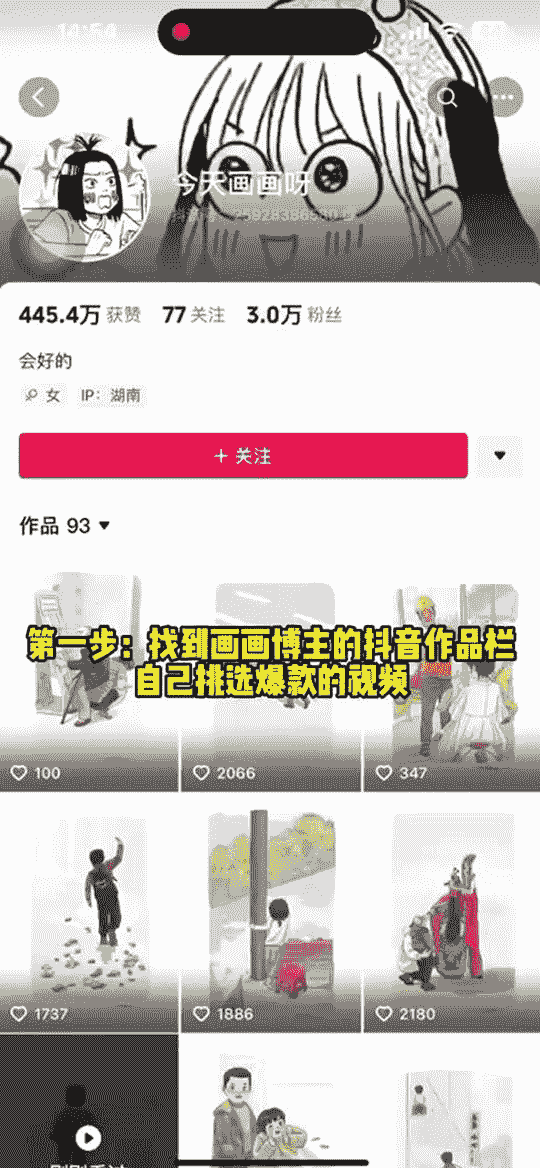 14:54
今天画画呀
445.4万 获赞 77 关注 3.0万 粉丝
会好的
女 IP：湖南
+ 关注
作品 93
第一步：找到画画博主的抖音作品栏
自己挑选爆款的视频
100
2066
347
1737
1886
2180